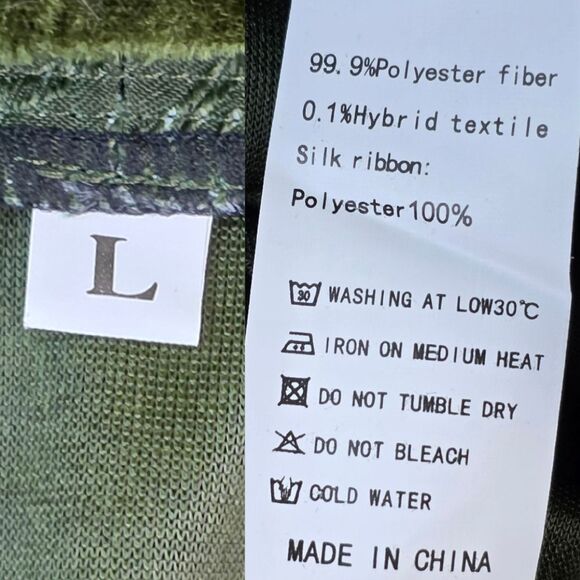 L
99.9%Polyester fiber
0.1%Hybrid textile
Silk ribbon:
Polyester100%
30 WASHING AT LOW30℃
IRON ON MEDIUM HEAT
DO NOT TUMBLE DRY
DO NOT BLEACH
COLD WATER
MADE IN CHINA